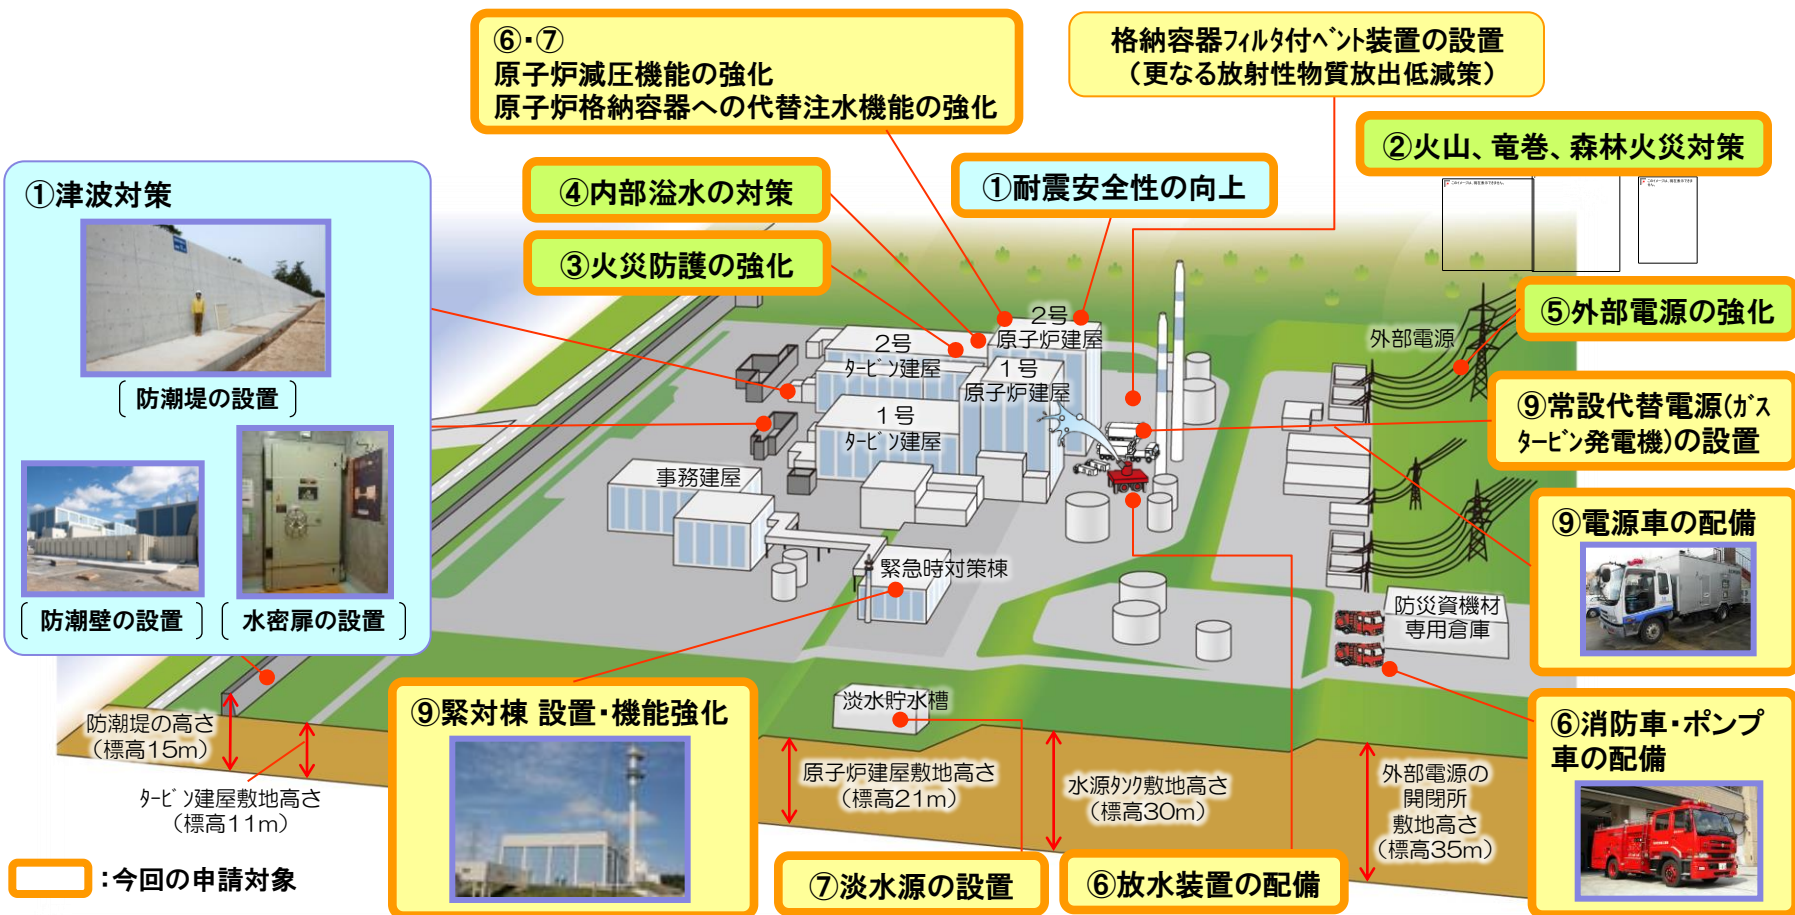 ⑥・⑦
原子炉減圧機能の強化
原子炉格納容器への代替注水機能の強化
格納容器フィルタ付ベント装置の設置
（更なる放射性物質放出低減策）
②火山、竜巻、森林火災対策
①津波対策
④内部溢水の対策
①耐震安全性の向上
③火災防護の強化
⑤外部電源の強化
外部電源
2号
原子炉建屋
2号
タービン建屋
1号
原子炉建屋
1号
タービン建屋
防潮堤の設置
⑨常設代替電源(ガス
タービン発電機)の設置
事務建屋
⑨電源車の配備
緊急時対策棟
防潮壁の設置
水密扉の設置
防災資機材
専用倉庫
⑨緊対棟 設置・機能強化
淡水貯水槽
⑥消防車・ポンプ
車の配備
防潮堤の高さ
（標高15m）
タービン建屋敷地高さ
（標高11m）
原子炉建屋敷地高さ
（標高21m）
水源タンク敷地高さ
（標高30m）
外部電源の
開閉所
敷地高さ
（標高35m）
：今回の申請対象
⑦淡水源の設置
⑥放水装置の配備